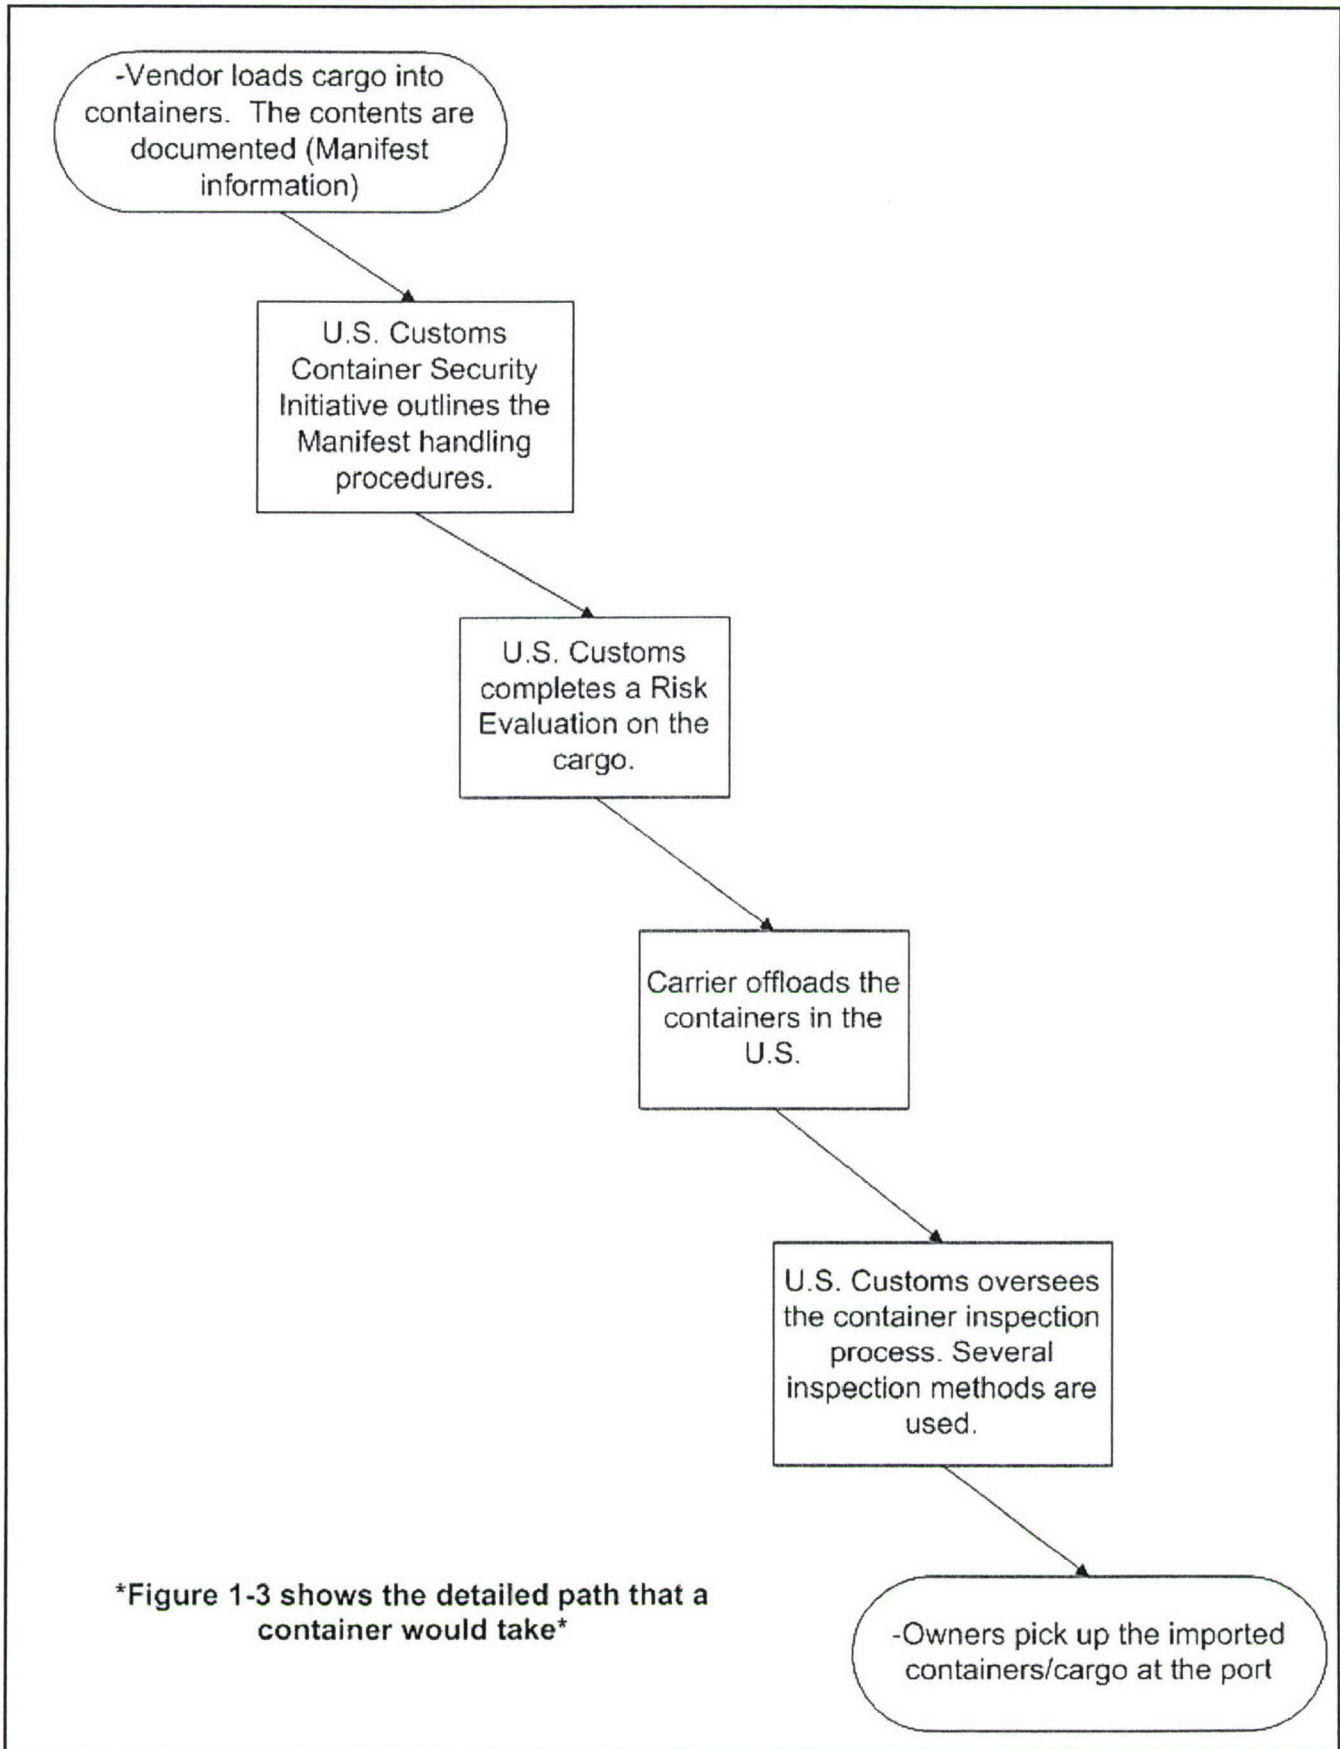 -Vendor loads cargo into
containers. The contents are
documented (Manifest
information)
U.S. Customs
Container Security
Initiative outlines the
Manifest handling
procedures.
U.S. Customs
completes a Risk
Evaluation on the
cargo.
Carrier offloads the
containers in the
U.S.
U.S. Customs oversees
the container inspection
process. Several
inspection methods are
used.
*Figure 1-3 shows the detailed path that a
container would take*
-Owners pick up the imported
containers/cargo at the port